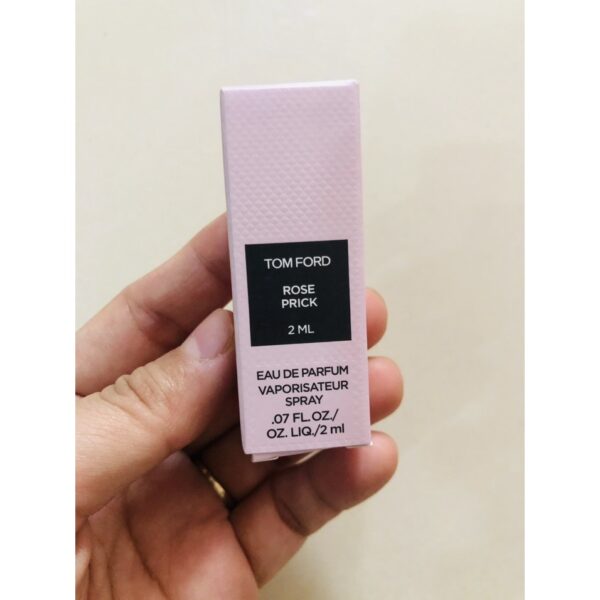 TOM FORD
ROSE
PRICK
2 ML
EAU DE PARFUM
VAPORISATEUR
SPRAY
.07 FL.OZ./
OZ. LIQ./2 ml